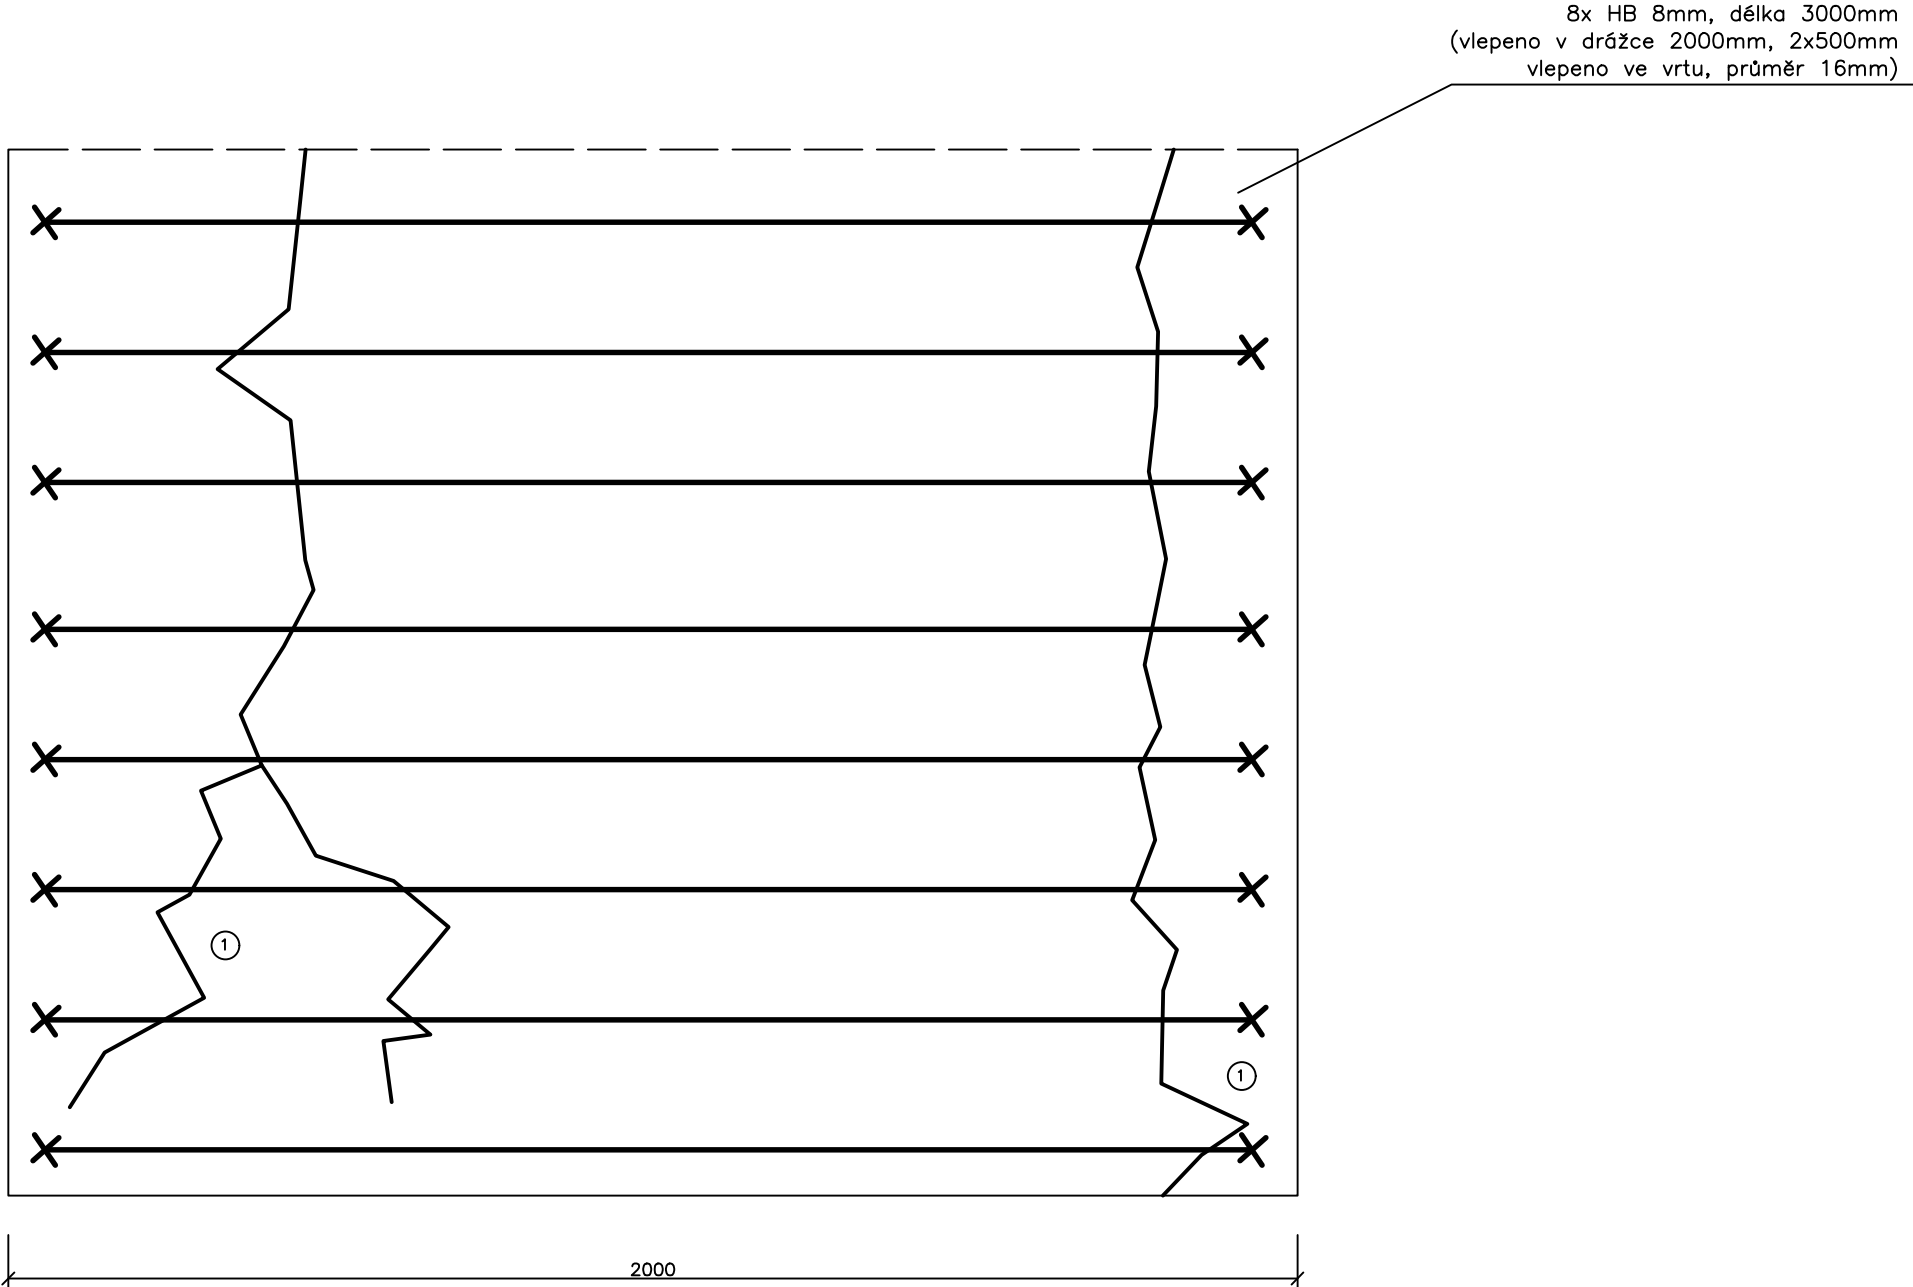 8x HB 8mm, délka 3000mm
(vlepeno v drážce 2000mm, 2x500mm
vlepeno ve vrtu, průměr 16mm)
1
1
2000